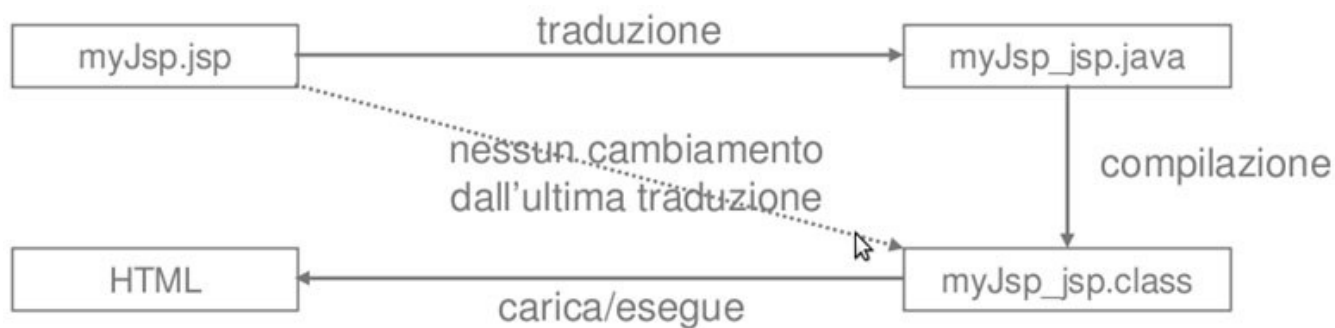 traduzione
myJsp.jsp
myJsp_jsp.java
nessun cambiamento
dall'ultima traduzione
compilazione
HTML
myJsp_jsp.class
carica/esegue